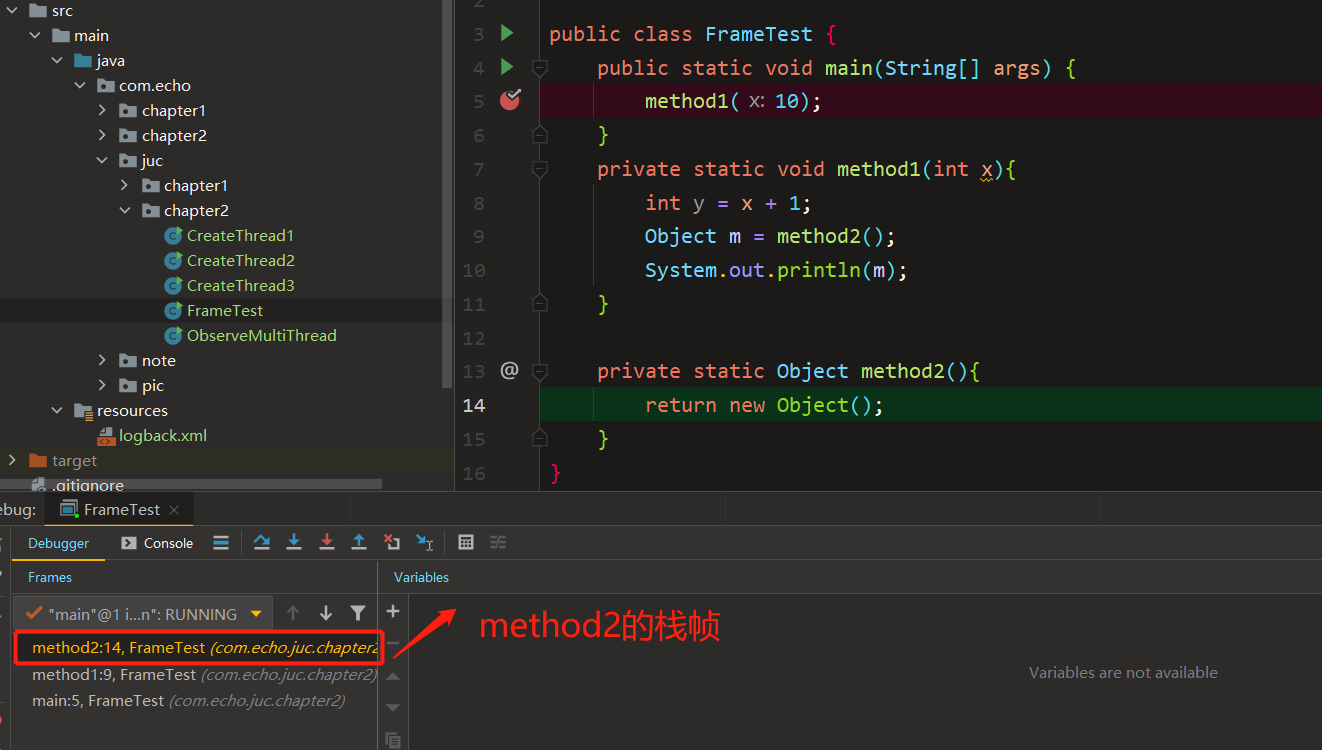 src
main
java
com.echo
chapter1
chapter2
juc
chapter1
chapter2
CreateThread1
CreateThread2
CreateThread3
FrameTest
ObserveMultiThread
note
pic
resources
logback.xml
target
.gitignore
2
3 public class FrameTest {
4 public static void main(String[] args) {
5 method1( x: 10);
6 }
7 private static void method1(int x){
8 int y = x + 1;
9 Object m = method2();
10 System.out.println(m);
11 }
12
13 @ private static Object method2(){
14 return new Object();
15 }
16 }
ebug: FrameTest
Debugger Console
Frames Variables
"main"@1 i...n": RUNNING
method2:14, FrameTest (com.echo.juc.chapter2
method1:9, FrameTest (com.echo.juc.chapter2)
main:5, FrameTest (com.echo.juc.chapter2)
method2的栈帧
Variables are not available